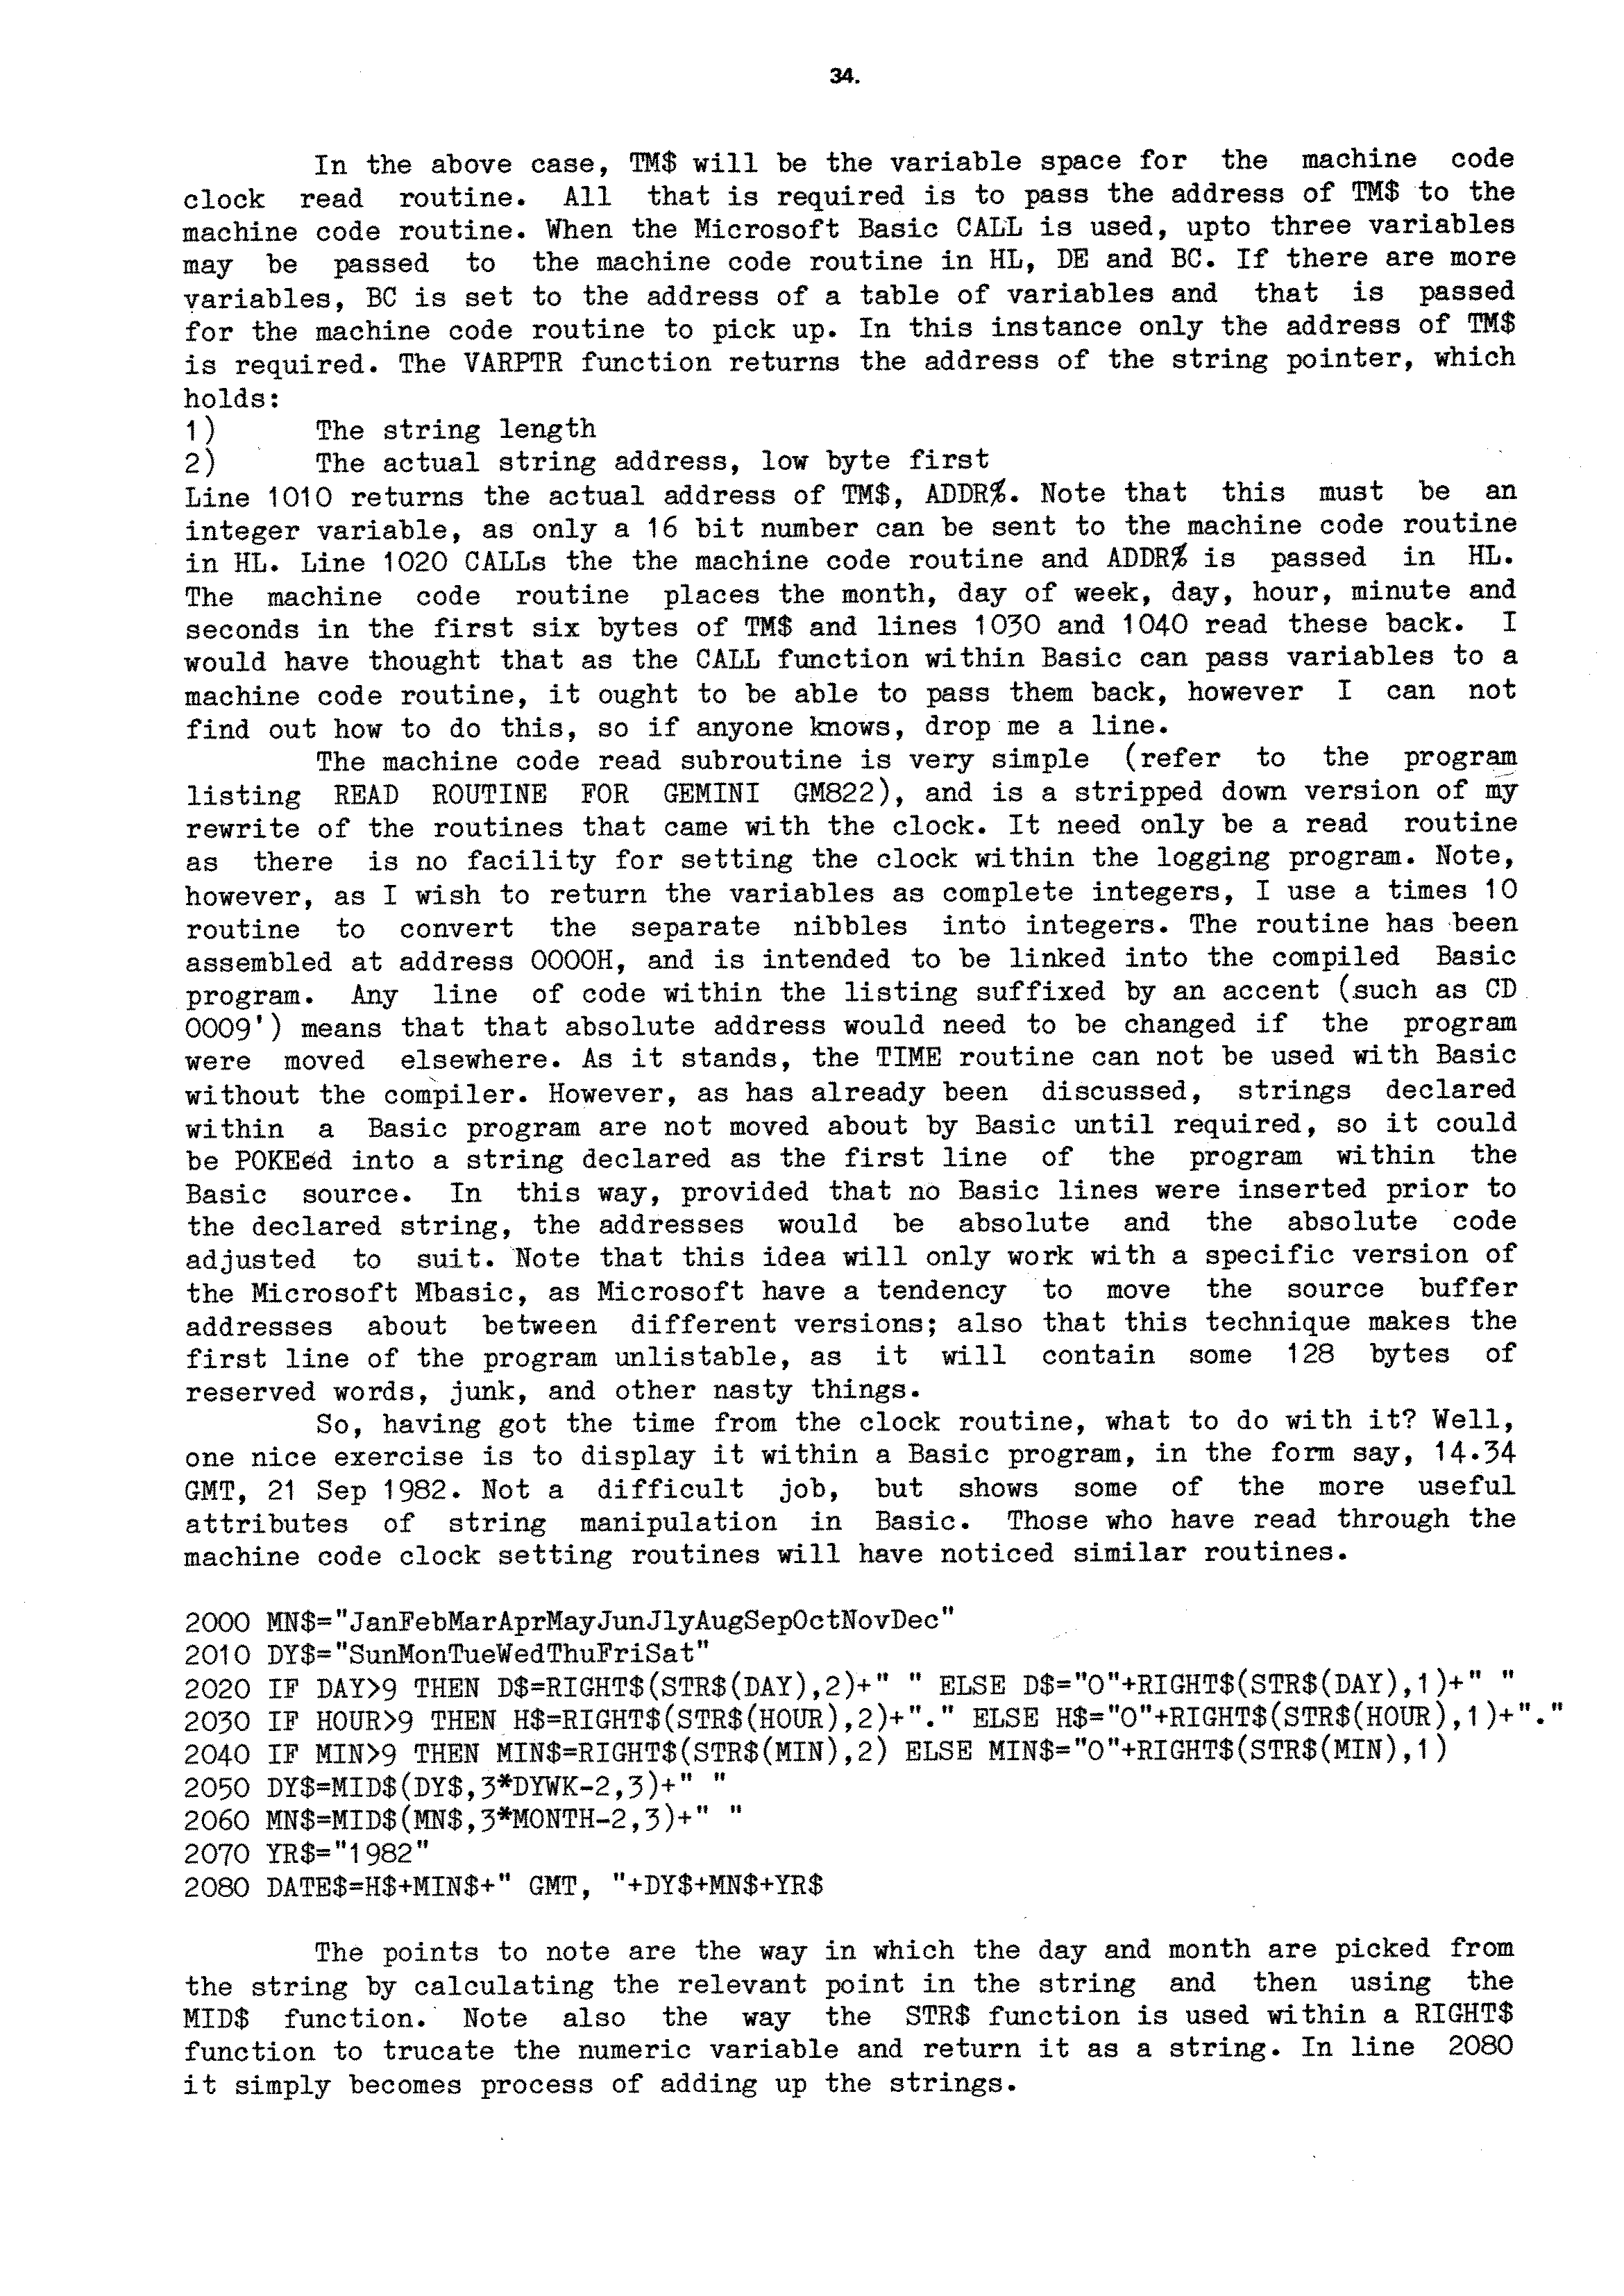 34.
In the above case, TM$ will be the variable space for the machine code
clock read routine. All that is required is to pass the address of TM$ to the
machine code routine. When the Microsoft Basic CALL is used, upto three variables
may be passed to the machine code routine in HL, DE and BC. If there are more
variables, BC is set to the address of a table of variables and that is passed
for the machine code routine to pick up. In this instance only the address of TM$
is required. The VARPTR function returns the address of the string pointer, which
holds:
1) The string length
2) The actual string address, low byte first
Line 1010 returns the actual address of TM$, ADDR%. Note that this must be an
integer variable, as only a 16 bit number can be sent to the machine code routine
in HL. Line 1020 CALLs the the machine code routine and ADDR% is passed in HL.
The machine code routine places the month, day of week, day, hour, minute and
seconds in the first six bytes of TM$ and lines 1030 and 1040 read these back. I
would have thought that as the CALL function within Basic can pass variables to a
machine code routine, it ought to be able to pass them back, however I can not
find out how to do this, so if anyone knows, drop me a line.
The machine code read subroutine is very simple (refer to the program
listing READ ROUTINE FOR GEMINI GM822), and is a stripped down version of my
rewrite of the routines that came with the clock. It need only be a read routine
as there is no facility for setting the clock within the logging program. Note,
however, as I wish to return the variables as complete integers, I use a times 10
routine to convert the separate nibbles into integers. The routine has been
assembled at address 0000H, and is intended to be linked into the compiled Basic
program. Any line of code within the listing suffixed by an accent (such as CD
0009') means that that absolute address would need to be changed if the program
were moved elsewhere. As it stands, the TIME routine can not be used with Basic
without the compiler. However, as has already been discussed, strings declared
within a Basic program are not moved about by Basic until required, so it could
be POKEed into a string declared as the first line of the program within the
Basic source. In this way, provided that no Basic lines were inserted prior to
the declared string, the addresses would be absolute and the absolute code
adjusted to suit. Note that this idea will only work with a specific version of
the Microsoft Mbasic, as Microsoft have a tendency to move the source buffer
addresses about between different versions; also that this technique makes the
first line of the program unlistable, as it will contain some 128 bytes of
reserved words, junk, and other nasty things.
So, having got the time from the clock routine, what to do with it? Well,
one nice exercise is to display it within a Basic program, in the form say, 14.34
GMT, 21 Sep 1982. Not a difficult job, but shows some of the more useful
attributes of string manipulation in Basic. Those who have read through the
machine code clock setting routines will have noticed similar routines.
2000 MN$="JanFebMarAprMayJunJlyAugSepOctNovDec"
2010 DY$="SunMonTueWedThuFriSat"
2020 IF DAY>9 THEN D$=RIGHT$(STR$(DAY),2)+" " ELSE D$="0"+RIGHT$(STR$(DAY),1)+" "
2030 IF HOUR>9 THEN H$=RIGHT$(STR$(HOUR),2)+"." ELSE H$="0"+RIGHT$(STR$(HOUR),1)+"."
2040 IF MIN>9 THEN MIN$=RIGHT$(STR$(MIN),2) ELSE MIN$="0"+RIGHT$(STR$(MIN),1)
2050 DY$=MID$(DY$,3*DYWK-2,3)+" "
2060 MN$=MID$(MN$,3*MONTH-2,3)+" "
2070 YR$="1982"
2080 DATE$=H$+MIN$+" GMT, "+DY$+MN$+YR$
The points to note are the way in which the day and month are picked from
the string by calculating the relevant point in the string and then using the
MID$ function. Note also the way the STR$ function is used within a RIGHT$
function to trucate the numeric variable and return it as a string. In line 2080
it simply becomes process of adding up the strings.